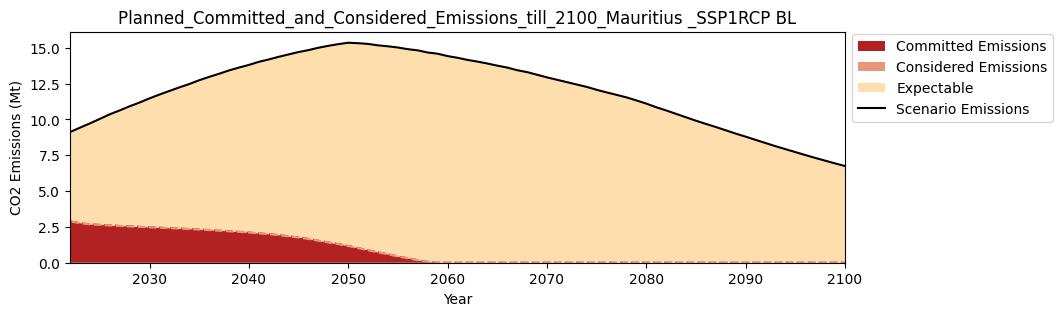 Planned_Committed_and_Considered_Emissions_till_2100_Mauritius _SSP1RCP BL
15.0
12.5
10.0
7.5
5.0
2.5
0.0
CO2 Emissions (Mt)
2030 2040 2050 2060 2070 2080 2090 2100
Year
Committed Emissions
Considered Emissions
Expectable
Scenario Emissions